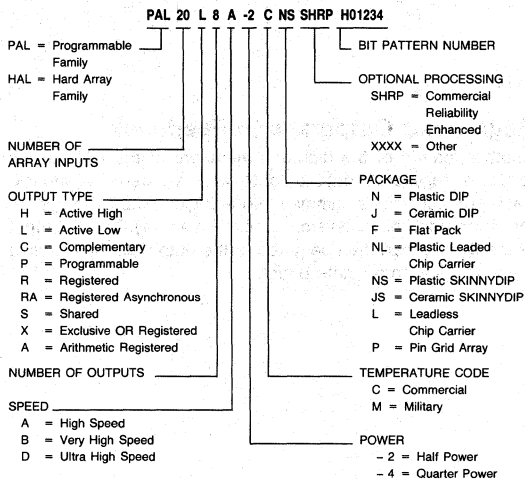 PAL 20 L 8 A -2 C NS SHRP H01234
PAL = Programmable
Family
HAL = Hard Array
Family
NUMBER OF
ARRAY INPUTS
OUTPUT TYPE
H = Active High
L = Active Low
C = Complementary
P = Programmable
R = Registered
RA = Registered Asynchronous
S = Shared
X = Exclusive OR Registered
A = Arithmetic Registered
NUMBER OF OUTPUTS
SPEED
A = High Speed
B = Very High Speed
D = Ultra High Speed
BIT PATTERN NUMBER
OPTIONAL PROCESSING
SHRP = Commercial
Reliability
Enhanced
XXXX = Other
PACKAGE
N = Plastic DIP
J = Ceramic DIP
F = Flat Pack
NL = Plastic Leaded
Chip Carrier
NS = Plastic SKINNYDIP
JS = Ceramic SKINNYDIP
L = Leadless
Chip Carrier
P = Pin Grid Array
TEMPERATURE CODE
C = Commercial
M = Military
POWER
- 2 = Half Power
- 4 = Quarter Power